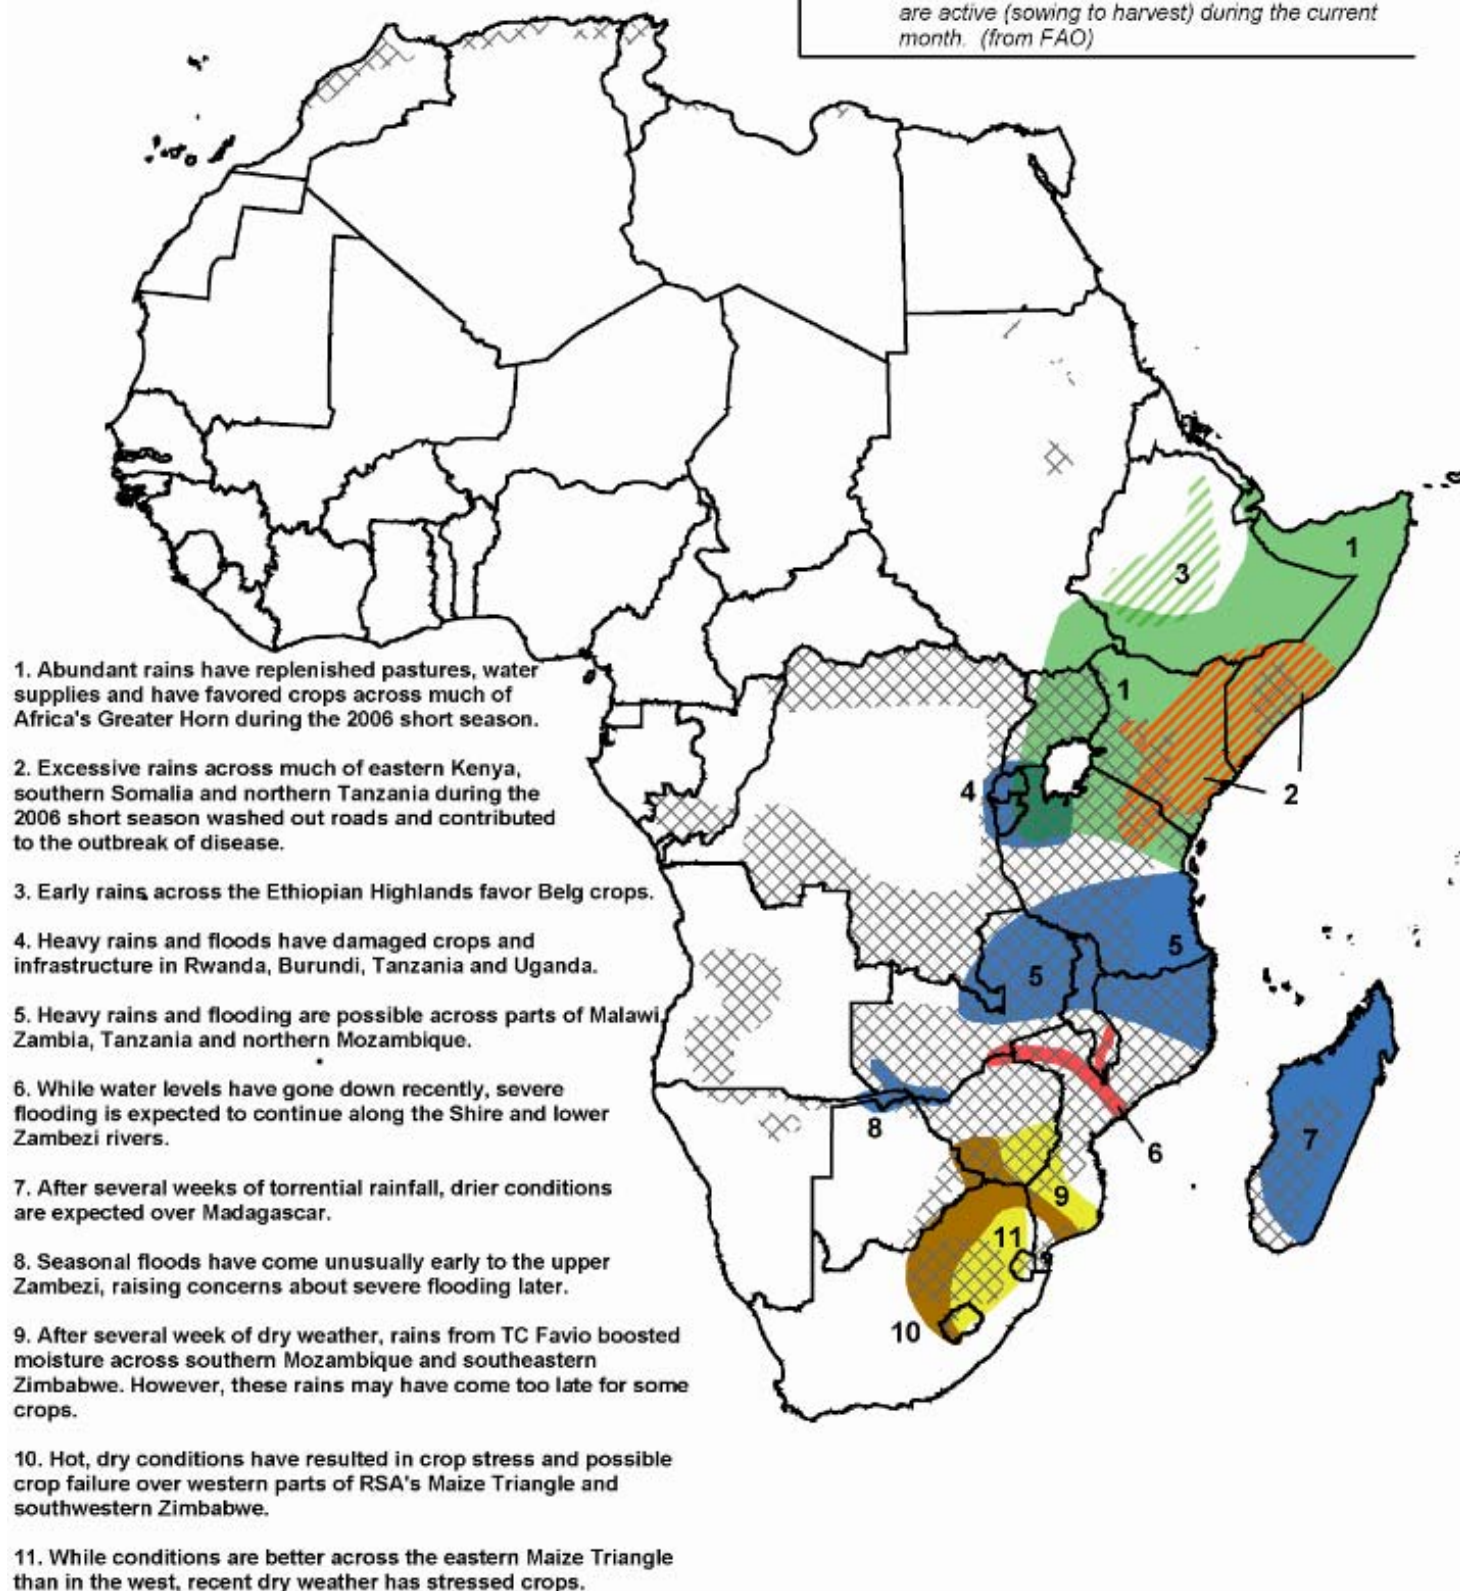 are active (sowing to harvest) during the current
month. (from FAO)
1
3
1
2
4
5
5
7
6
8
9
11
10
1. Abundant rains have replenished pastures, water
supplies and have favored crops across much of
Africa's Greater Horn during the 2006 short season.
2. Excessive rains across much of eastern Kenya,
southern Somalia and northern Tanzania during the
2006 short season washed out roads and contributed
to the outbreak of disease.
3. Early rains across the Ethiopian Highlands favor Belg crops.
4. Heavy rains and floods have damaged crops and
infrastructure in Rwanda, Burundi, Tanzania and Uganda.
5. Heavy rains and flooding are possible across parts of Malawi,
Zambia, Tanzania and northern Mozambique.
6. While water levels have gone down recently, severe
flooding is expected to continue along the Shire and lower
Zambezi rivers.
7. After several weeks of torrential rainfall, drier conditions
are expected over Madagascar.
8. Seasonal floods have come unusually early to the upper
Zambezi, raising concerns about severe flooding later.
9. After several week of dry weather, rains from TC Favio boosted
moisture across southern Mozambique and southeastern
Zimbabwe. However, these rains may have come too late for some
crops.
10. Hot, dry conditions have resulted in crop stress and possible
crop failure over western parts of RSA's Maize Triangle and
southwestern Zimbabwe.
11. While conditions are better across the eastern Maize Triangle
than in the west, recent dry weather has stressed crops.